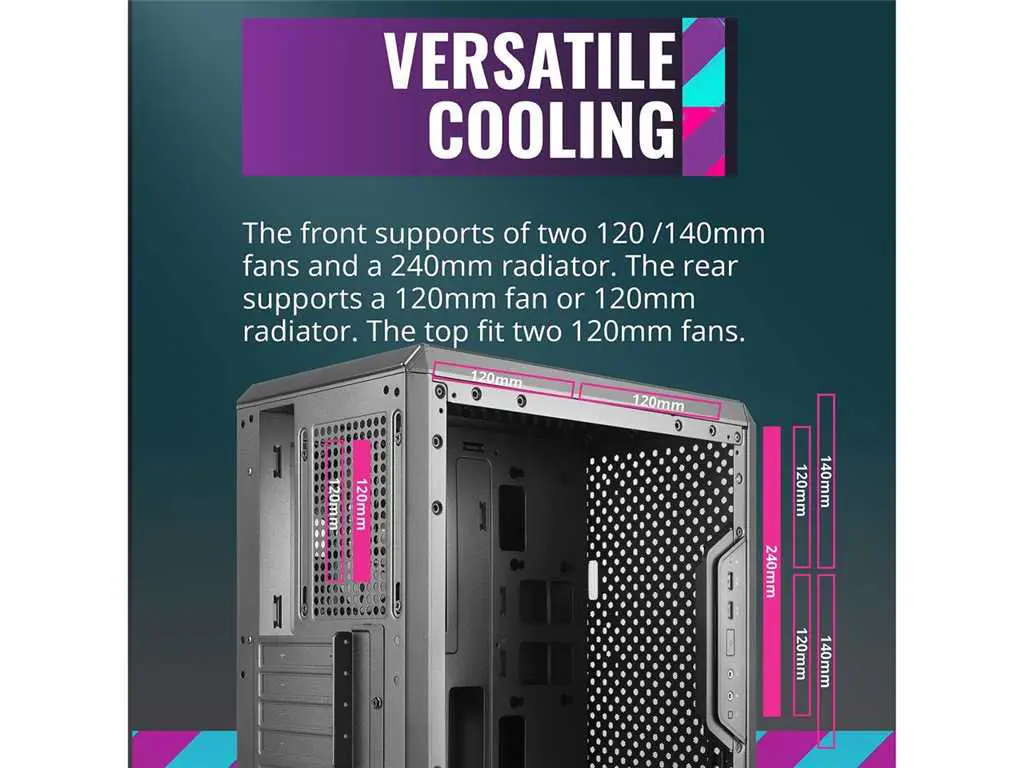 VERSATILE
COOLING
The front supports of two 120 /140mm
fans and a 240mm radiator. The rear
supports a 120mm fan or 120mm
radiator. The top fit two 120mm fans.
120mm
120mm
120mm
120mm
240mm
120mm
140mm
120mm
140mm